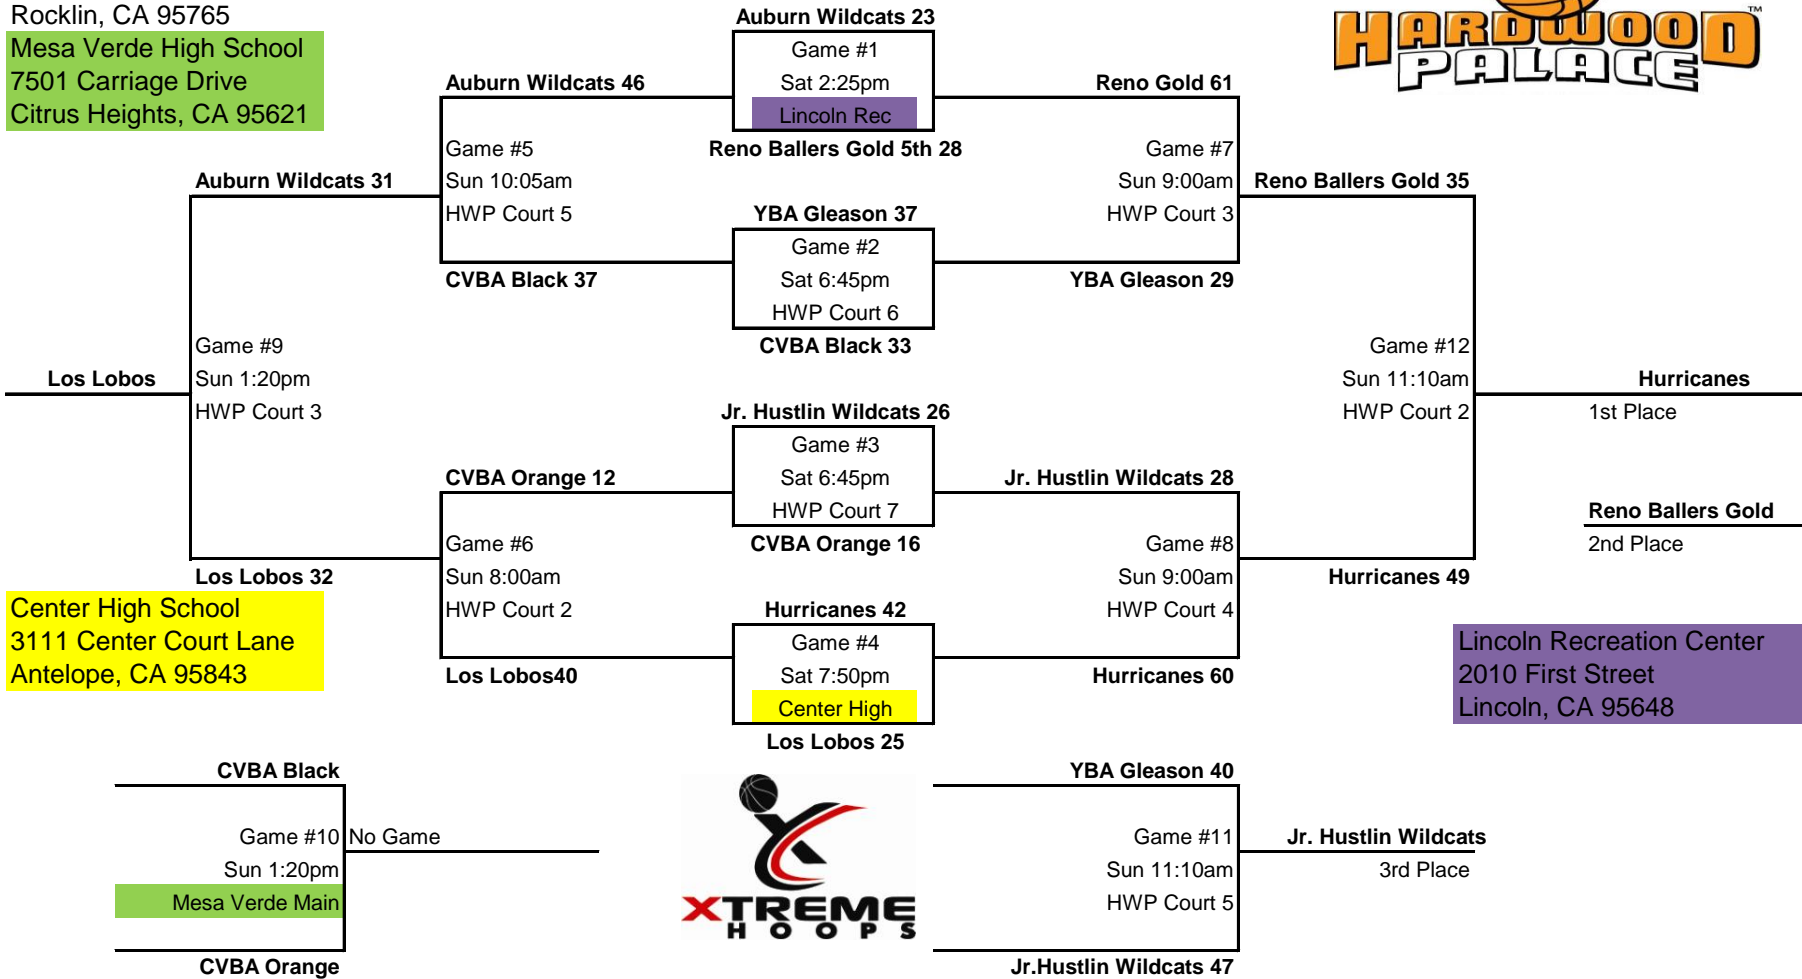 Rocklin, CA 95765
Mesa Verde High School
7501 Carriage Drive
Citrus Heights, CA 95621
HARDWOOD
PALACE
TM
Auburn Wildcats 23
Game #1
Sat 2:25pm
Lincoln Rec
Reno Ballers Gold 5th 28
Auburn Wildcats 46
Game #5
Sun 10:05am
HWP Court 5
CVBA Black 37
Reno Gold 61
Game #7
Sun 9:00am
HWP Court 3
YBA Gleason 29
Auburn Wildcats 31
Reno Ballers Gold 35
YBA Gleason 37
Game #2
Sat 6:45pm
HWP Court 6
CVBA Black 33
Game #9
Sun 1:20pm
HWP Court 3
Los Lobos
Game #12
Sun 11:10am
HWP Court 2
Hurricanes
1st Place
Jr. Hustlin Wildcats 26
Game #3
Sat 6:45pm
HWP Court 7
CVBA Orange 16
CVBA Orange 12
Game #6
Sun 8:00am
HWP Court 2
Los Lobos40
Jr. Hustlin Wildcats 28
Game #8
Sun 9:00am
HWP Court 4
Hurricanes 60
Reno Ballers Gold
2nd Place
Los Lobos 32
Hurricanes 49
Center High School
3111 Center Court Lane
Antelope, CA 95843
Hurricanes 42
Game #4
Sat 7:50pm
Center High
Los Lobos 25
Lincoln Recreation Center
2010 First Street
Lincoln, CA 95648
CVBA Black
Game #10
No Game
Sun 1:20pm
Mesa Verde Main
CVBA Orange
XTREME
HOOPS
YBA Gleason 40
Game #11
Sun 11:10am
HWP Court 5
Jr.Hustlin Wildcats 47
Jr. Hustlin Wildcats
3rd Place